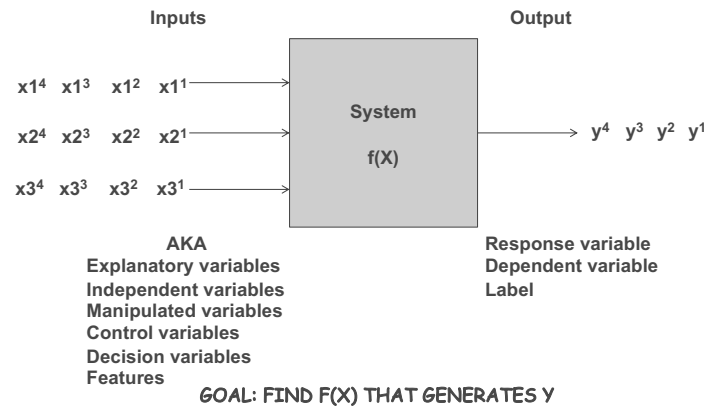 Inputs
Output
x1⁴ x1³ x1² x1¹
x2⁴ x2³ x2² x2¹
x3⁴ x3³ x3² x3¹
System
f(X)
y⁴ y³ y² y¹
AKA
Explanatory variables
Independent variables
Manipulated variables
Control variables
Decision variables
Features
Response variable
Dependent variable
Label
GOAL: FIND F(X) THAT GENERATES Y